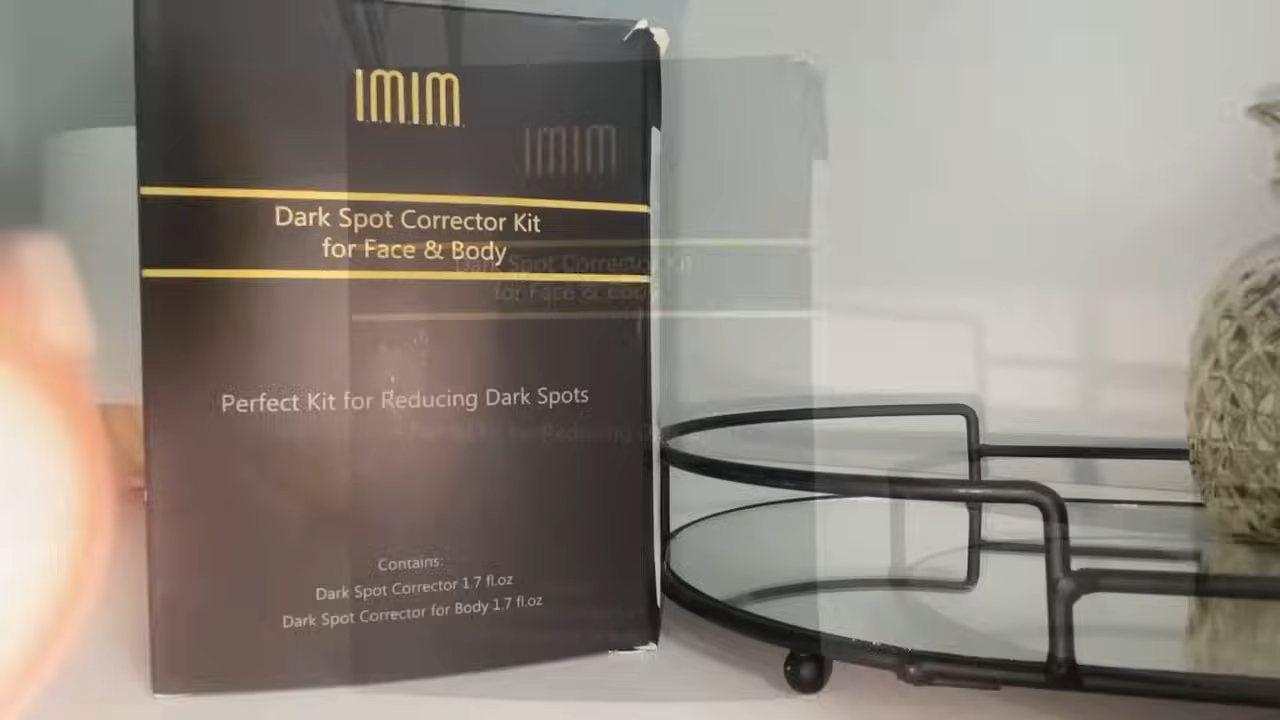 I.M.I.M
Dark Spot Corrector Kit
for Face & Body
Perfect Kit for Reducing Dark Spots
Contains:
Dark Spot Corrector 1.7 fl.oz
Dark Spot Corrector for Body 1.7 fl.oz